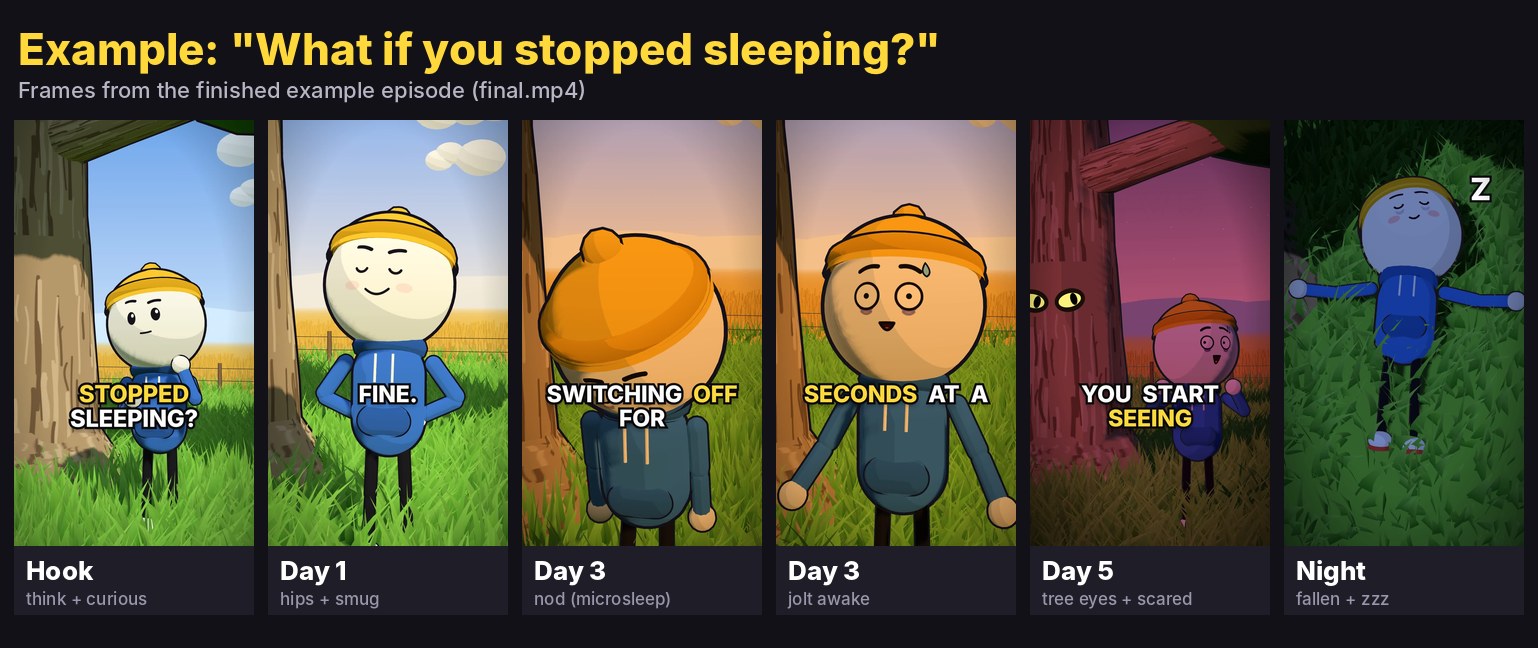 Example: "What if you stopped sleeping?"
Frames from the finished example episode (final.mp4)
STOPPED
SLEEPING?
FINE.
SWITCHING OFF
FOR
SECONDS AT A
YOU START
SEEING
Z
Hook
think + curious
Day 1
hips + smug
Day 3
nod (microsleep)
Day 3
jolt awake
Day 5
tree eyes + scared
Night
fallen + zzz